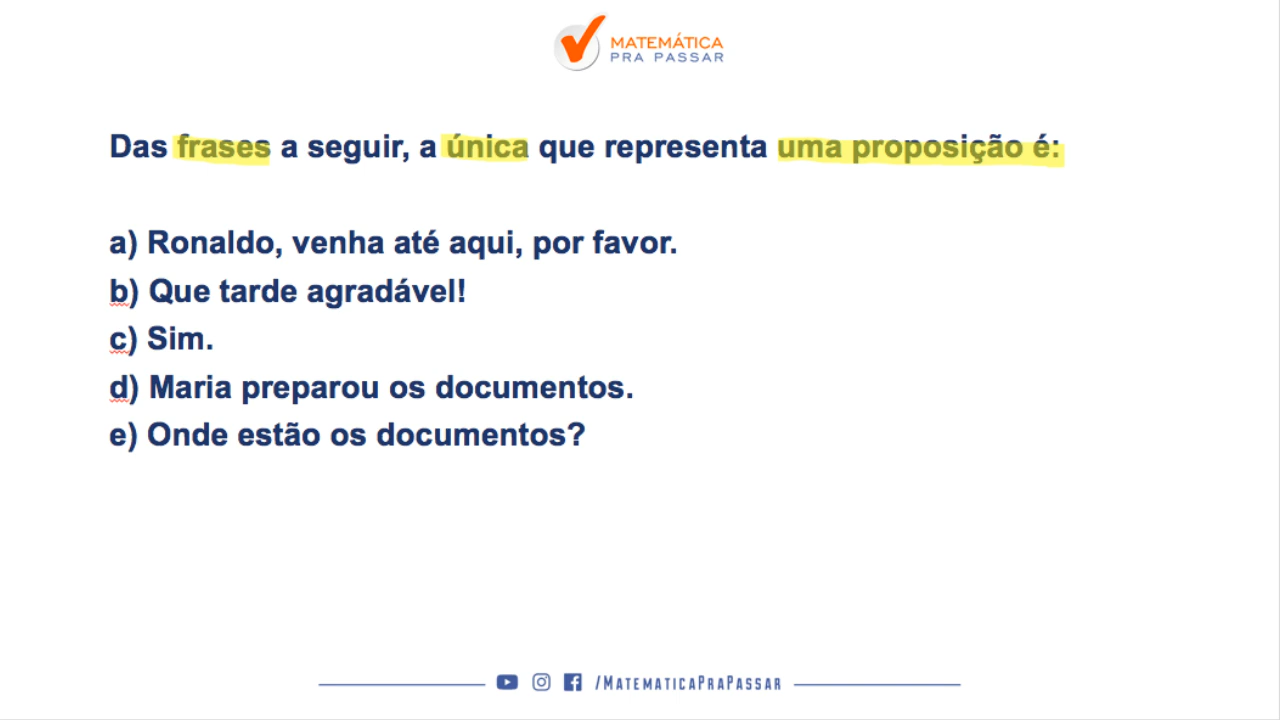 MATEMÁTICA
PRA PASSAR
Das frases a seguir, a única que representa uma proposição é:
a) Ronaldo, venha até aqui, por favor.
b) Que tarde agradável!
c) Sim.
d) Maria preparou os documentos.
e) Onde estão os documentos?
/MATEMATICAPRAPASSAR